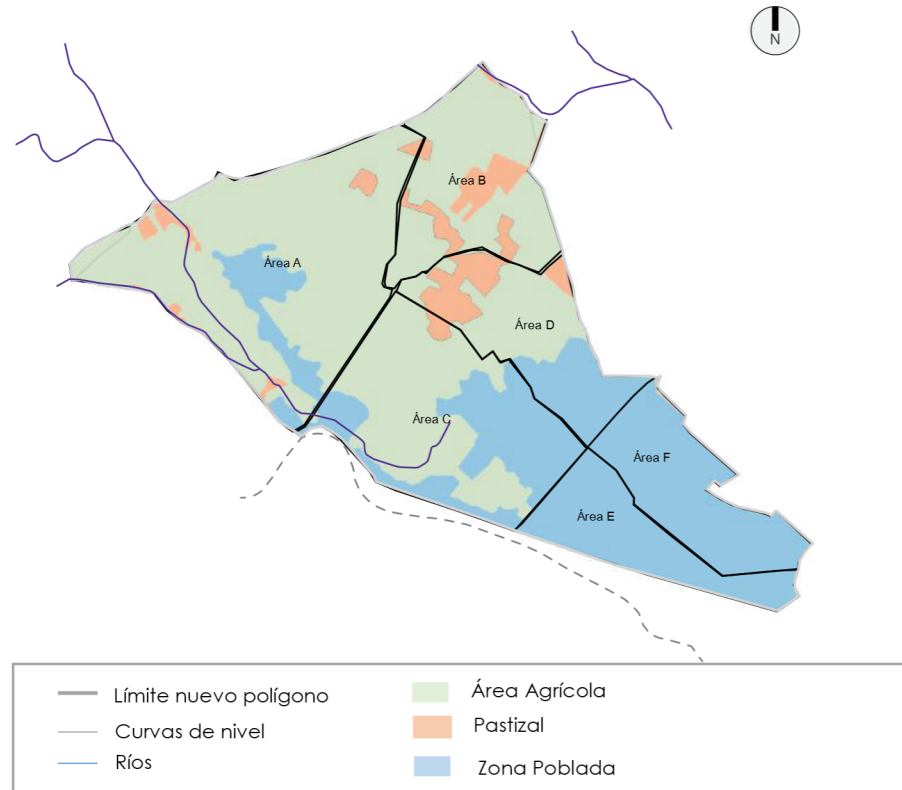 N
Área B
Área A
Área D
Área C
Área F
Área E
Límite nuevo polígono
Curvas de nivel
Ríos
Área Agrícola
Pastizal
Zona Poblada